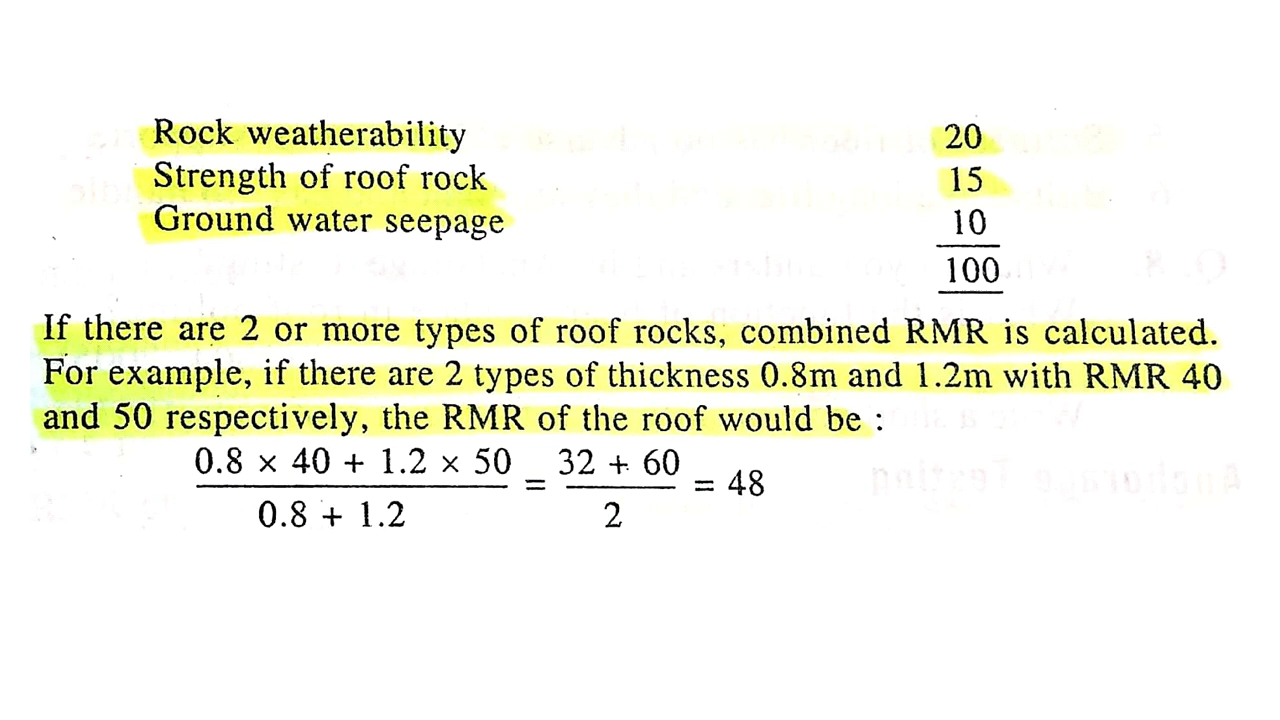 Rock weatherability 20
Strength of roof rock 15
Ground water seepage 10
100
If there are 2 or more types of roof rocks, combined RMR is calculated.
For example, if there are 2 types of thickness 0.8m and 1.2m with RMR 40
and 50 respectively, the RMR of the roof would be :
0.8 × 40 + 1.2 × 50 / 0.8 + 1.2 = 32 + 60 / 2 = 48